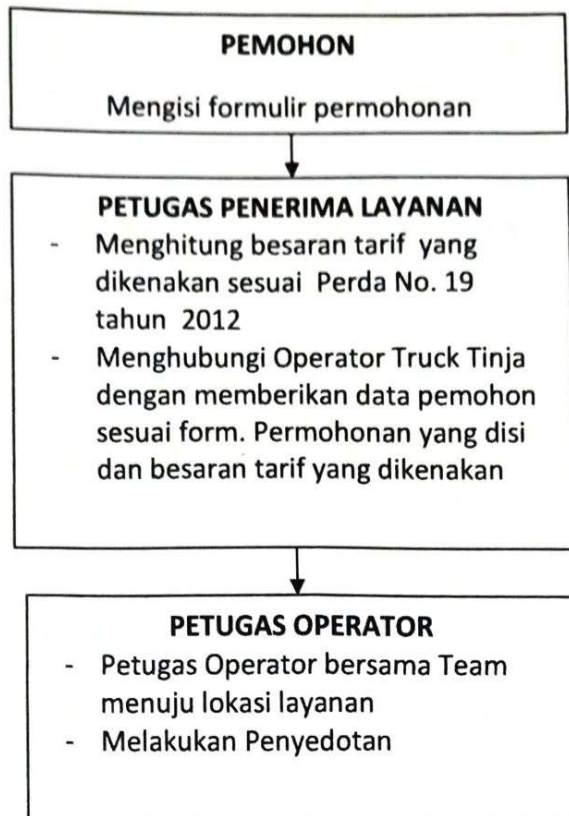 PEMOHON
Mengisi formulir permohonan
PETUGAS PENERIMA LAYANAN
- Menghitung besaran tarif yang
dikenakan sesuai Perda No. 19
tahun 2012
- Menghubungi Operator Truck Tinja
dengan memberikan data pemohon
sesuai form. Permohonan yang disi
dan besaran tarif yang dikenakan
PETUGAS OPERATOR
- Petugas Operator bersama Team
menuju lokasi layanan
- Melakukan Penyedotan